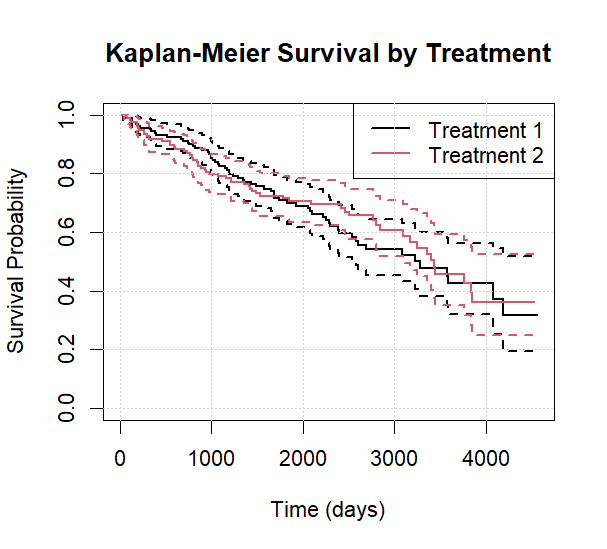 Kaplan-Meier Survival by Treatment
Treatment 1
Treatment 2
Survival Probability
1.0
0.8
0.6
0.4
0.2
0.0
0 1000 2000 3000 4000
Time (days)